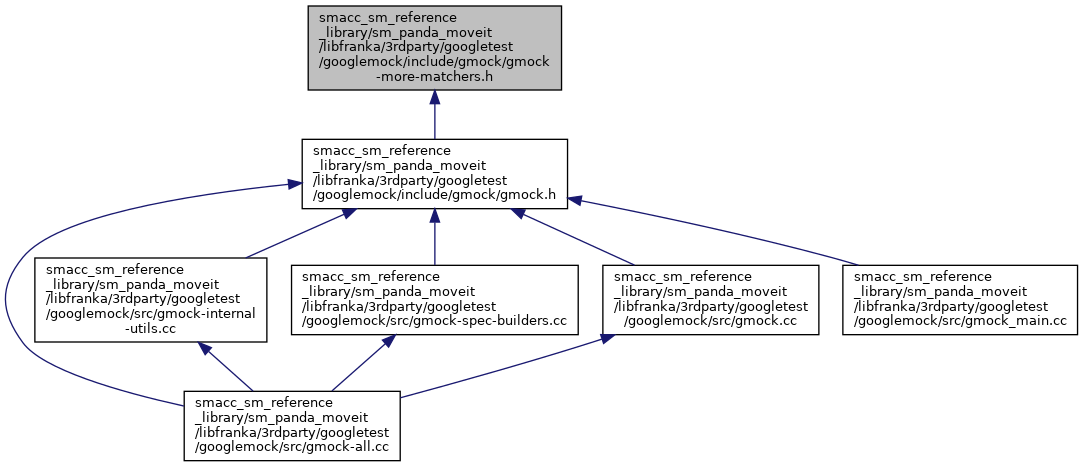 smacc_sm_reference
_library/sm_panda_moveit
/libfranka/3rdparty/googletest
/googlemock/include/gmock/gmock
-more-matchers.h
smacc_sm_reference
_library/sm_panda_moveit
/libfranka/3rdparty/googletest
/googlemock/include/gmock/gmock.h
smacc_sm_reference
_library/sm_panda_moveit
/libfranka/3rdparty/googletest
/googlemock/src/gmock-internal
-utils.cc
smacc_sm_reference
_library/sm_panda_moveit
/libfranka/3rdparty/googletest
/googlemock/src/gmock-spec-builders.cc
smacc_sm_reference
_library/sm_panda_moveit
/libfranka/3rdparty/googletest
/googlemock/src/gmock.cc
smacc_sm_reference
_library/sm_panda_moveit
/libfranka/3rdparty/googletest
/googlemock/src/gmock_main.cc
smacc_sm_reference
_library/sm_panda_moveit
/libfranka/3rdparty/googletest
/googlemock/src/gmock-all.cc